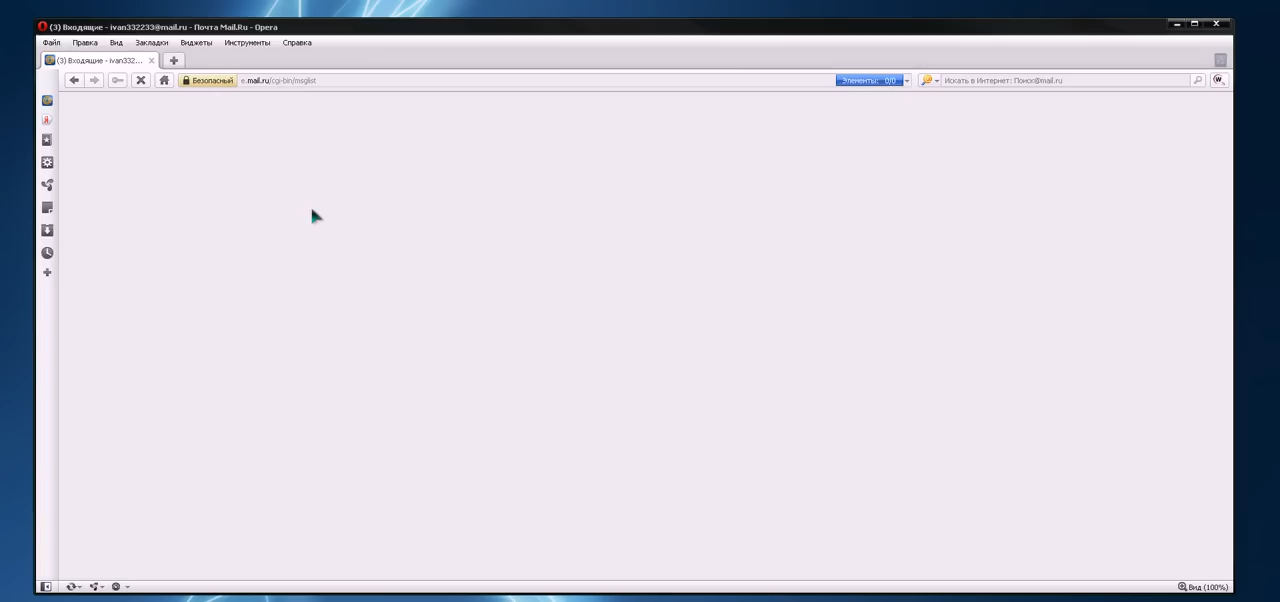 (3) Входящие - ivan332233@mail.ru - Почта Mail.Ru - Opera
Файл Правка Вид Закладки Виджеты Инструменты Справка
(3) Входящие - ivan332...
Безопасный e.mail.ru/cgi-bin/msglist Элементы: 0/0 Искать в Интернет: Поиск@mail.ru
Я
Вид (100%)